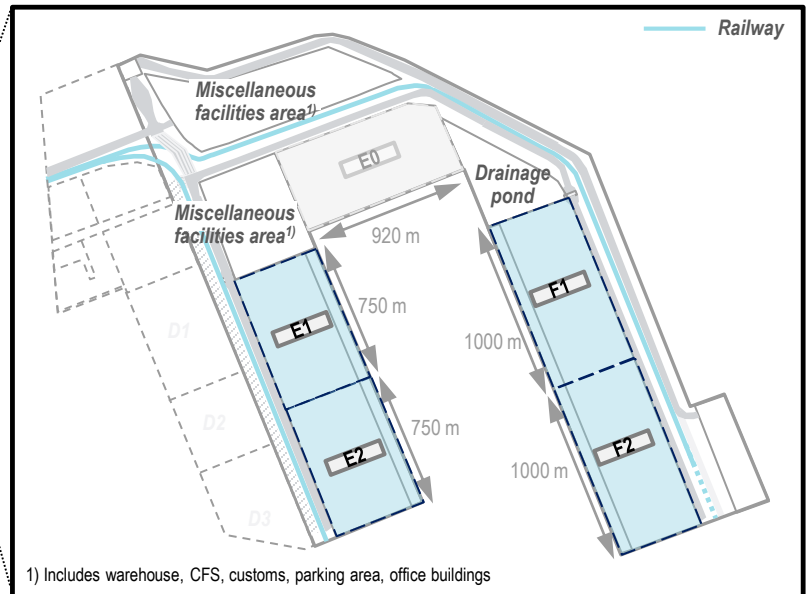 Railway
Miscellaneous
facilities area1)
E0
Drainage
pond
Miscellaneous
facilities area1)
920 m
F1
E1
750 m
D1
1000 m
D2
750 m
F2
E2
1000 m
D3
1) Includes warehouse, CFS, customs, parking area, office buildings